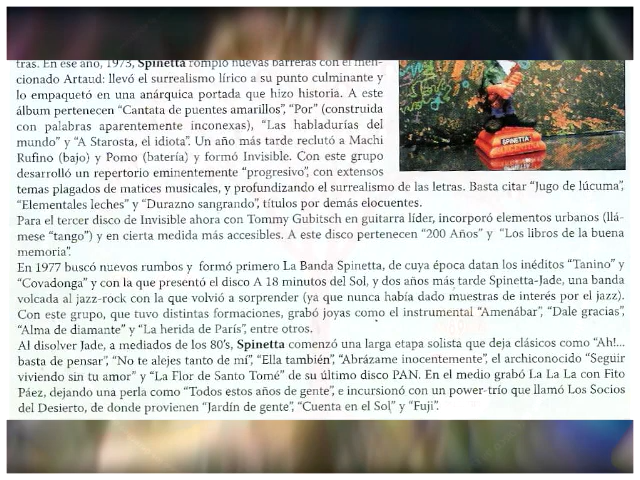 tras. En ese año, 1973, Spinetta rompió nuevas barreras con el men-
cionado Artaud: llevó el surrealismo lírico a su punto culminante y
lo empaquetó en una anárquica portada que hizo historia. A este
álbum pertenecen “Cantata de puentes amarillos”, “Por” (construida
con palabras aparentemente inconexas), “Las habladurías del
mundo” y “A Starosta, el idiota”. Un año más tarde reclutó a Machi
Rufino (bajo) y Pomo (batería) y formó Invisible. Con este grupo
desarrolló un repertorio eminentemente “progresivo”, con extensos
temas plagados de matices musicales, y profundizando el surrealismo de las letras. Basta citar “Jugo de lúcuma”,
“Elementales leches” y “Durazno sangrando”, títulos por demás elocuentes.
Para el tercer disco de Invisible ahora con Tommy Gubitsch en guitarra líder, incorporó elementos urbanos (llá-
mese “tango”) y en cierta medida más accesibles. A este disco pertenecen “200 Años” y “Los libros de la buena
memoria”.
En 1977 buscó nuevos rumbos y formó primero La Banda Spinetta, de cuya época datan los inéditos “Tanino” y
“Covadonga” y con la que presentó el disco A 18 minutos del Sol, y dos años más tarde Spinetta-Jade, una banda
volcada al jazz-rock con la que volvió a sorprender (ya que nunca había dado muestras de interés por el jazz).
Con este grupo, que tuvo distintas formaciones, grabó joyas como el instrumental “Amenábar”, “Dale gracias”,
“Alma de diamante” y “La herida de París”, entre otros.
Al disolver Jade, a mediados de los 80’s, Spinetta comenzó una larga etapa solista que deja clásicos como “Ah!...
basta de pensar”, “No te alejes tanto de mí”, “Ella también”, “Abrázame inocentemente”, el archiconocido “Seguir
viviendo sin tu amor” y “La Flor de Santo Tomé” de su último disco PAN. En el medio grabó La La La con Fito
Páez, dejando una perla como “Todos estos años de gente”, e incursionó con un power-trío que llamó Los Socios
del Desierto, de donde provienen “Jardín de gente”, “Cuenta en el Sol” y “Fuji”.
SPINETTA